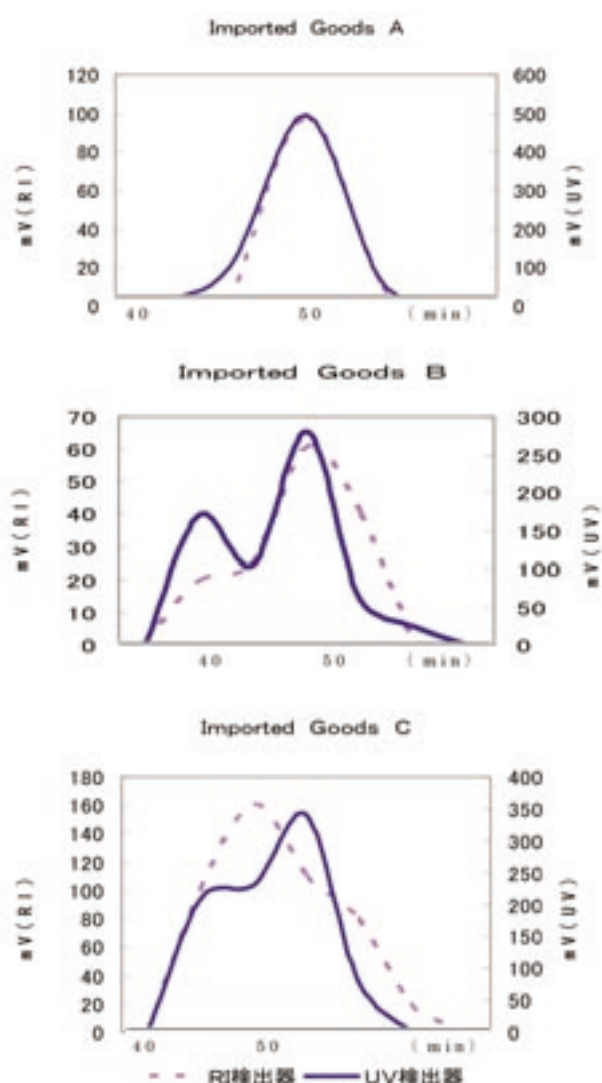 Imported Goods A
120 600
100 500
80 400
60 300
40 200
20 100
0 0
mV(RI)
mV(UV)
40 50 (min)
Imported Goods B
70 300
60 250
50 200
40 150
30 100
20 50
10 0
0
mV(RI)
mV(UV)
40 50 (min)
Imported Goods C
180 400
160 350
140 300
120 250
100 200
80 150
60 100
40 50
20 0
0
mV(RI)
mV(UV)
40 50 (min)
RI検出器 UV検出器